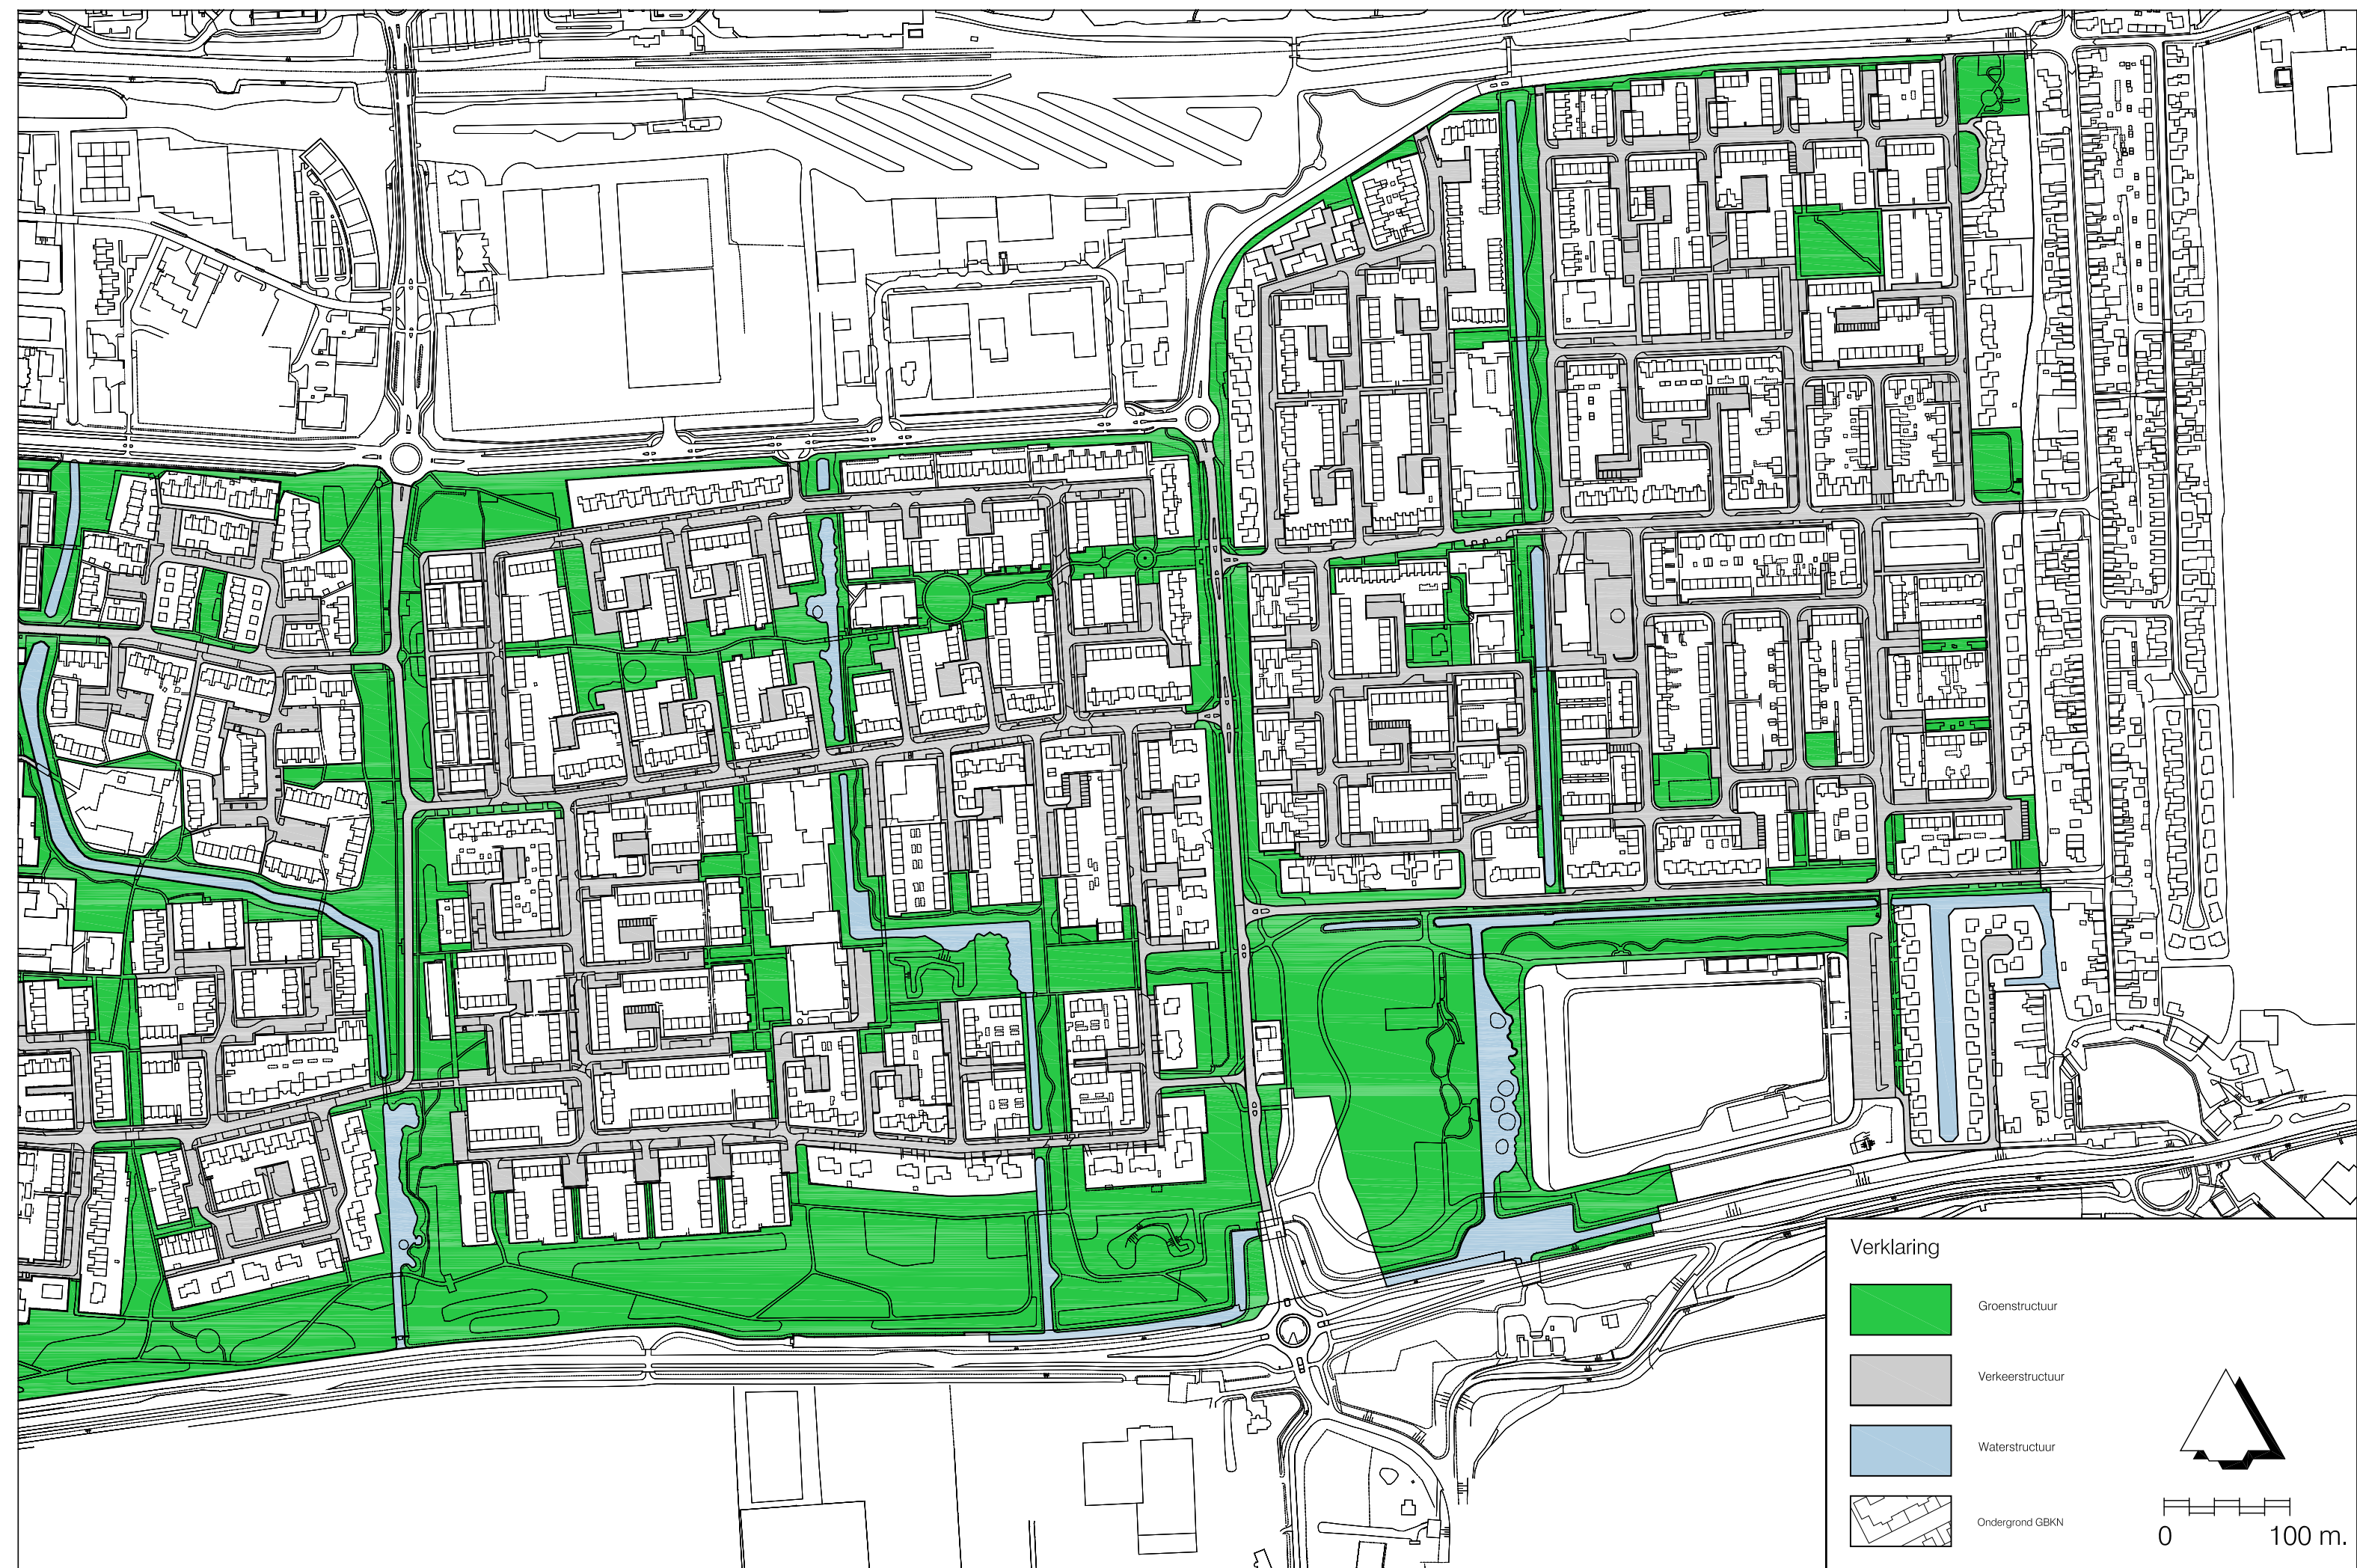 Verklaring
Groenstructuur
Verkeerstructuur
Waterstructuur
Ondergrond GBKN
0 100 m.